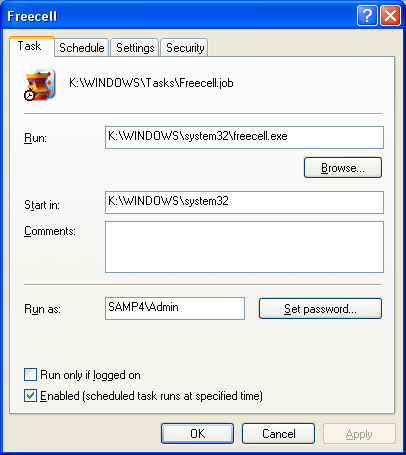 Freecell
Task Schedule Settings Security
K:\WINDOWS\Tasks\Freecell.job
Run: K:\WINDOWS\system32\freecell.exe
Browse...
Start in: K:\WINDOWS\system32
Comments:
Run as: SAMP4\Admin Set password...
Run only if logged on
Enabled (scheduled task runs at specified time)
OK Cancel Apply